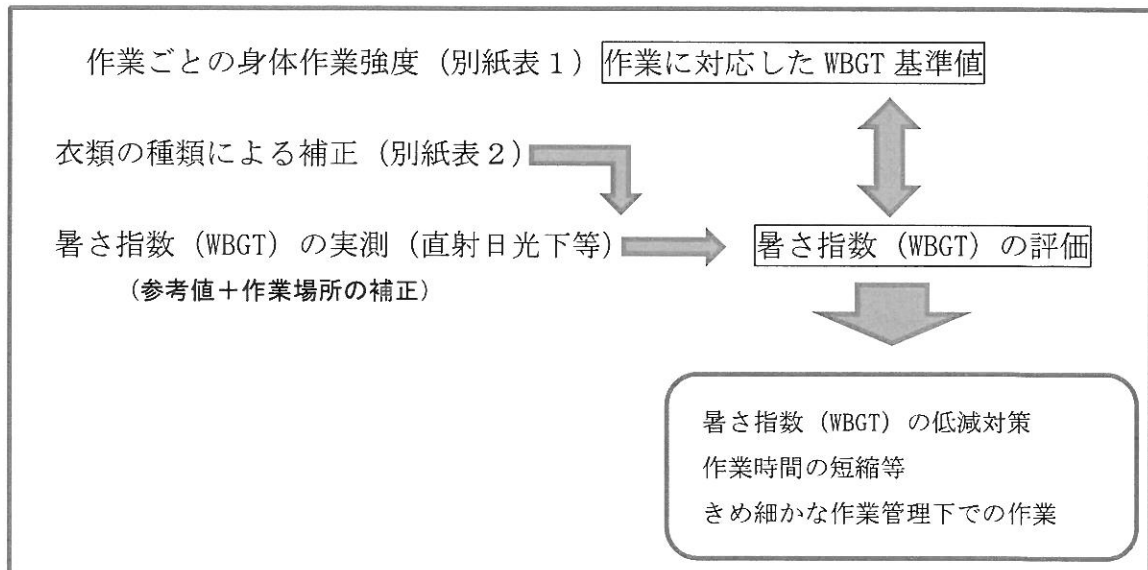 作業ごとの身体作業強度（別紙表１）作業に対応した WBGT 基準値
衣類の種類による補正（別紙表２）
暑さ指数（WBGT）の実測（直射日光下等）
暑さ指数（WBGT）の評価
（参考値＋作業場所の補正）
暑さ指数（WBGT）の低減対策
作業時間の短縮等
きめ細かな作業管理下での作業